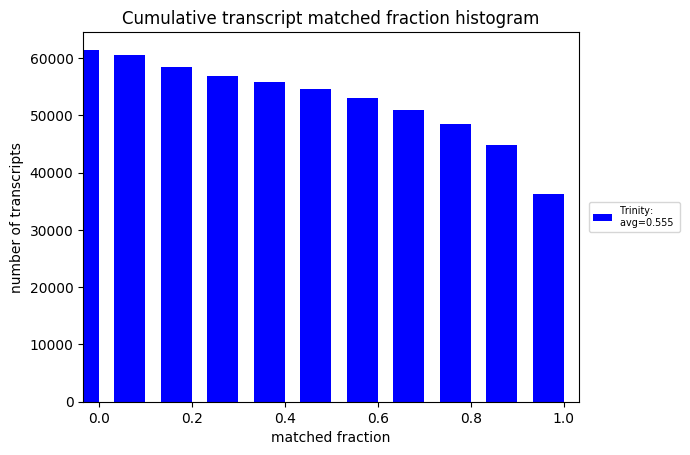 Cumulative transcript matched fraction histogram
number of transcripts
60000
50000
40000
30000
20000
10000
0
0.0 0.2 0.4 0.6 0.8 1.0
matched fraction
Trinity:
avg=0.555